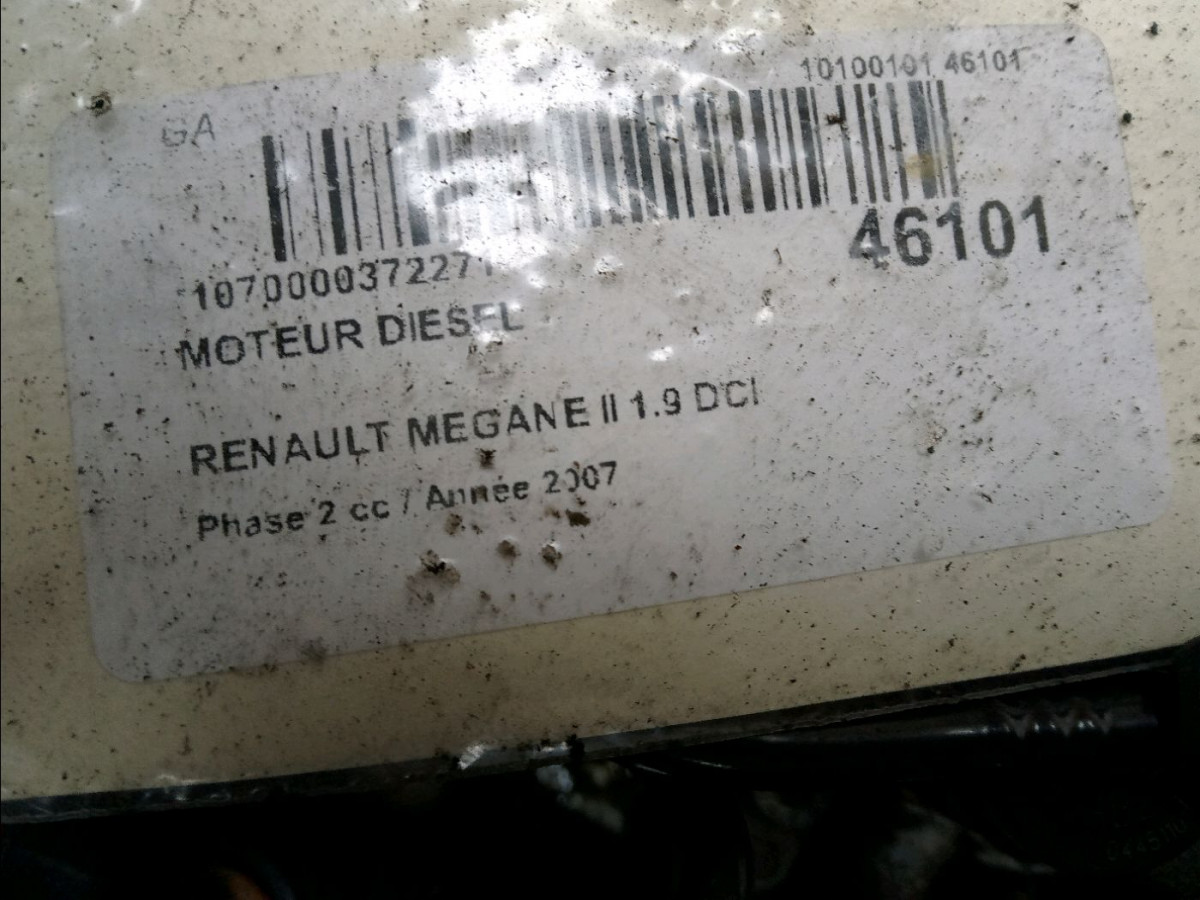 10100101 46101
GA
46101
107000037227
MOTEUR DIESEL
RENAULT MEGANE II 1.9 DCI
Phase 2 cc / Année 2007